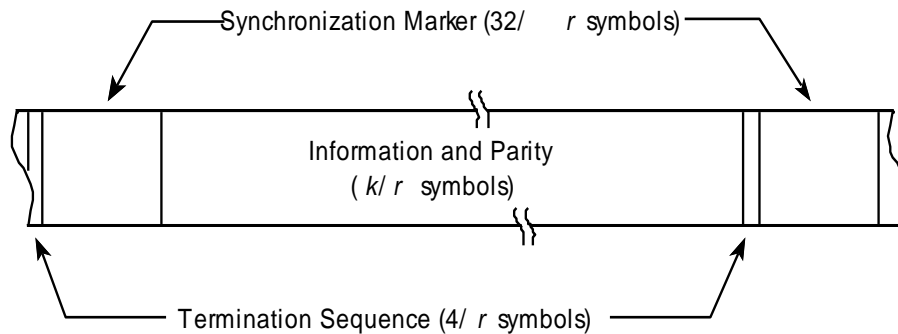 Synchronization Marker (32/ r symbols)
Information and Parity
( k/ r symbols)
Termination Sequence (4/ r symbols)